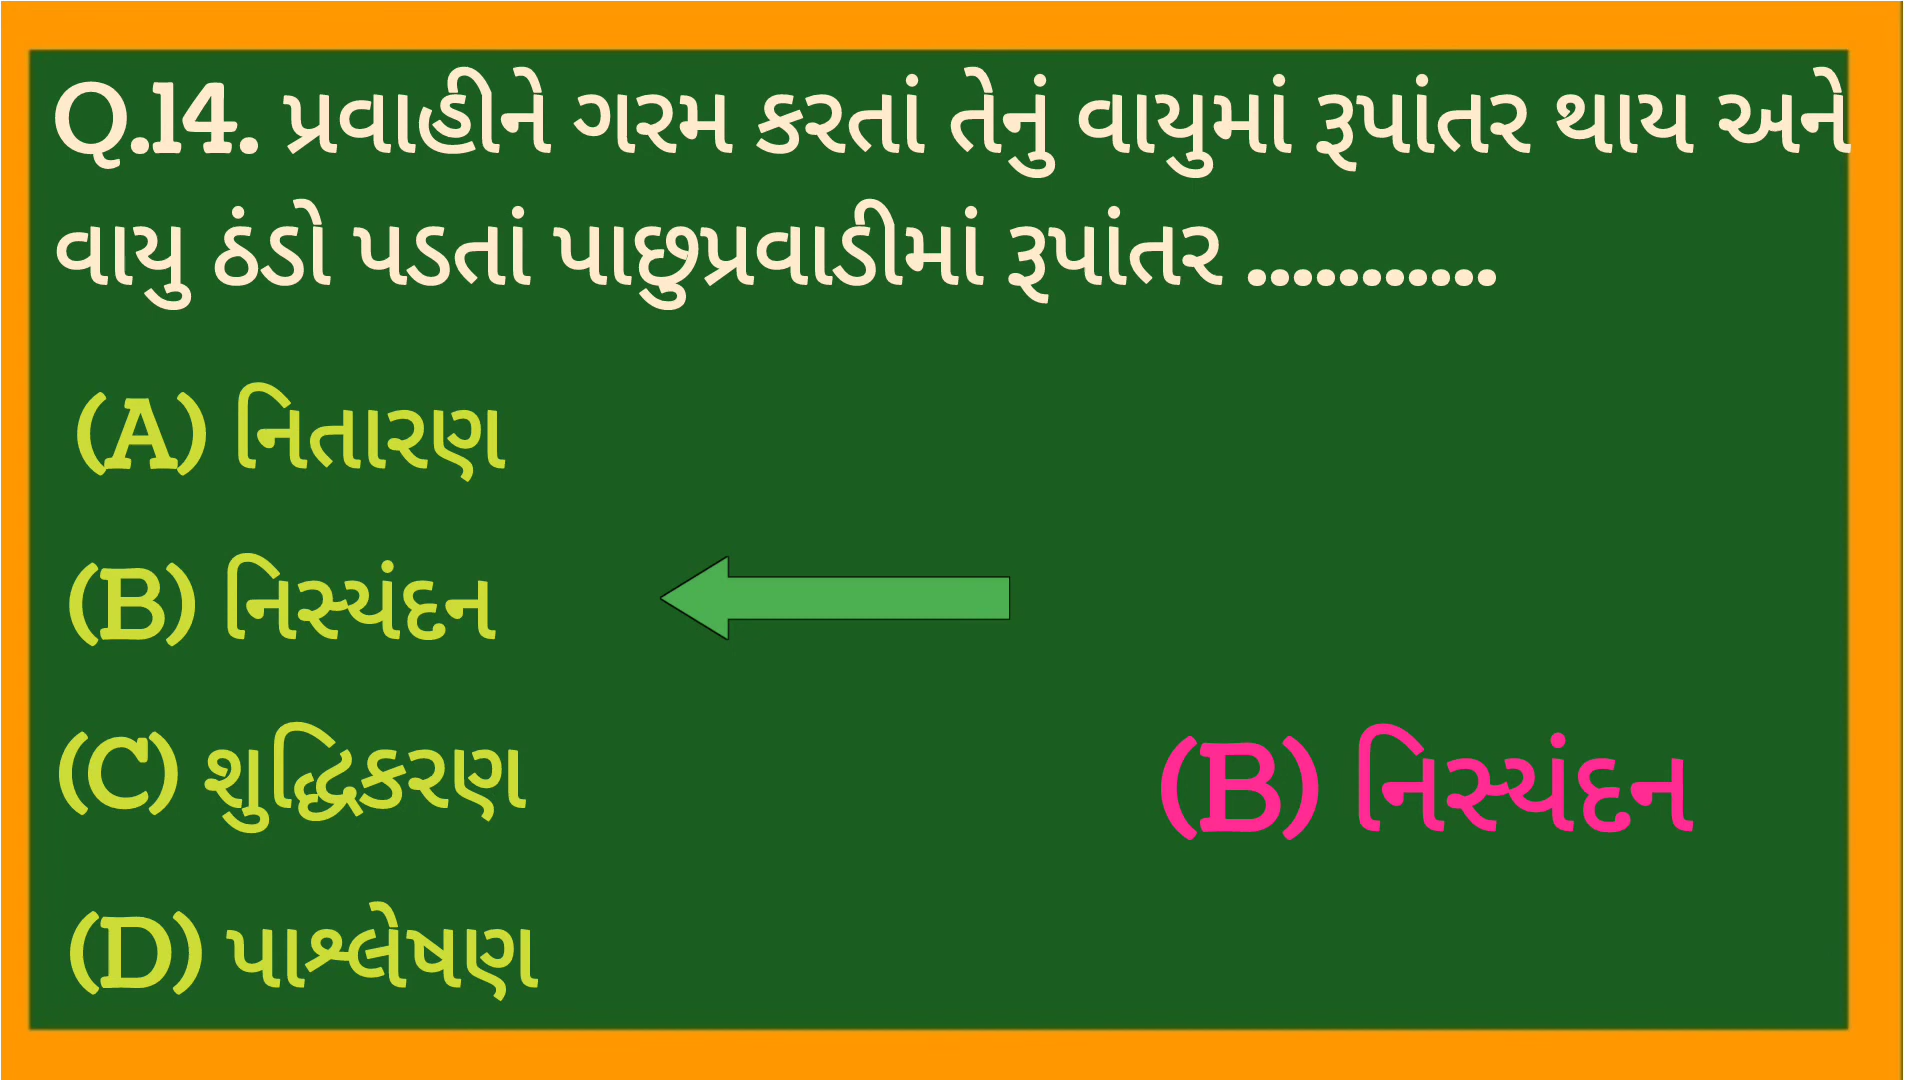 Q.14. પ્રવાહીને ગરમ કરતાં તેનું વાયુમાં રૂપાંતર થાય અને
વાયુ ઠંડો પડતાં પાછુપ્રવાડીમાં રૂપાંતર ...........
(A) નિતારણ
(B) નિસ્યંદન
(C) શુદ્ધિકરણ
(B) નિસ્યંદન
(D) પાશ્લેષણ